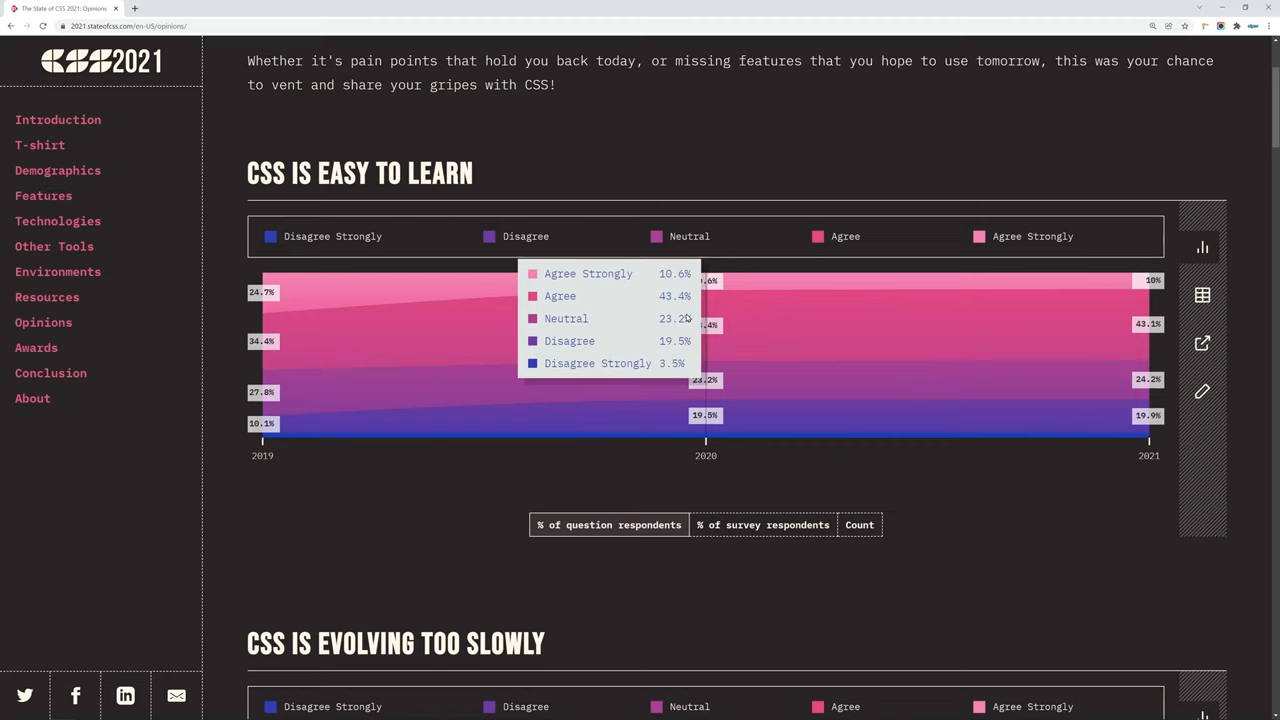 The State of CSS 2021: Opinions
2021.stateofcss.com/en-US/opinions/
CSS2021
Introduction
T-shirt
Demographics
Features
Technologies
Other Tools
Environments
Resources
Opinions
Awards
Conclusion
About
Whether it's pain points that hold you back today, or missing features that you hope to use tomorrow, this was your chance
to vent and share your gripes with CSS!
CSS IS EASY TO LEARN
Disagree Strongly Disagree Neutral Agree Agree Strongly
Agree Strongly 10.6%
Agree 43.4%
Neutral 23.2%
Disagree 19.5%
Disagree Strongly 3.5%
24.7%
34.4%
27.8%
10.1%
.6%
.4%
23.2%
19.5%
10%
43.1%
24.2%
19.9%
2019 2020 2021
% of question respondents % of survey respondents Count
CSS IS EVOLVING TOO SLOWLY
Disagree Strongly Disagree Neutral Agree Agree Strongly